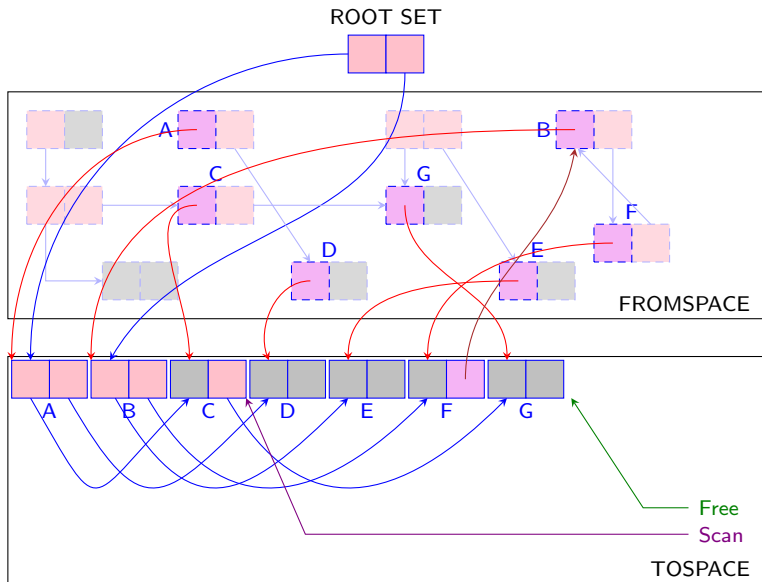 ROOT SET
A
B
C
G
F
D
E
FROMSPACE
A B C D E F G
Free
Scan
TOSPACE